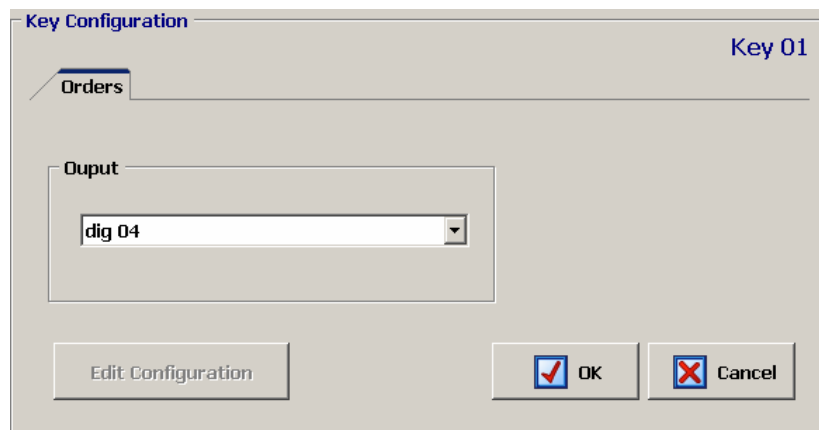 Key Configuration
Key 01
Orders
Ouput
dig 04
Edit Configuration
OK
Cancel